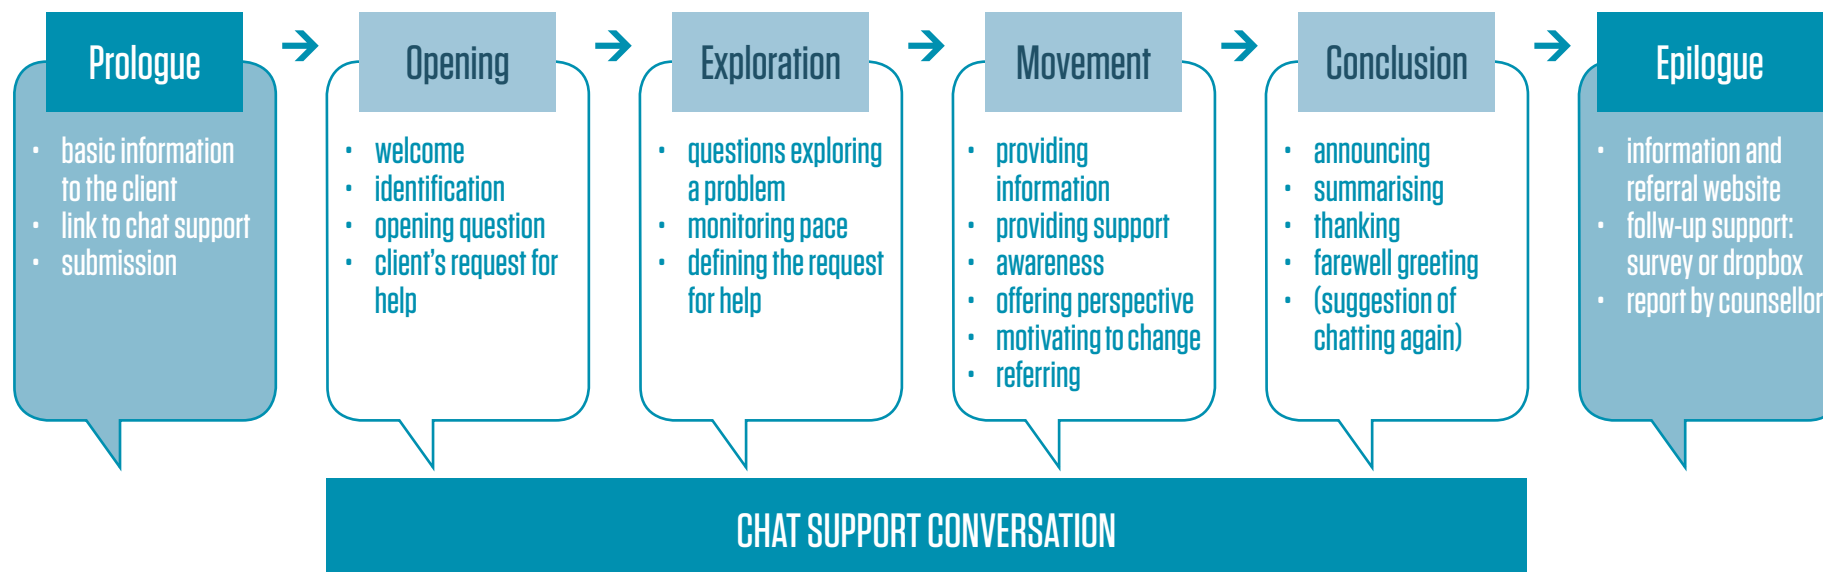 Prologue
• basic information
to the client
• link to chat support
• submission
Opening
• welcome
• identification
• opening question
• client's request for
help
Exploration
• questions exploring
a problem
• monitoring pace
• defining the request
for help
Movement
• providing
information
• providing support
• awareness
• offering perspective
• motivating to change
• referring
Conclusion
• announcing
• summarising
• thanking
• farewell greeting
• (suggestion of
chatting again)
Epilogue
• information and
referral website
• follw-up support:
survey or dropbox
• report by counsellor
CHAT SUPPORT CONVERSATION